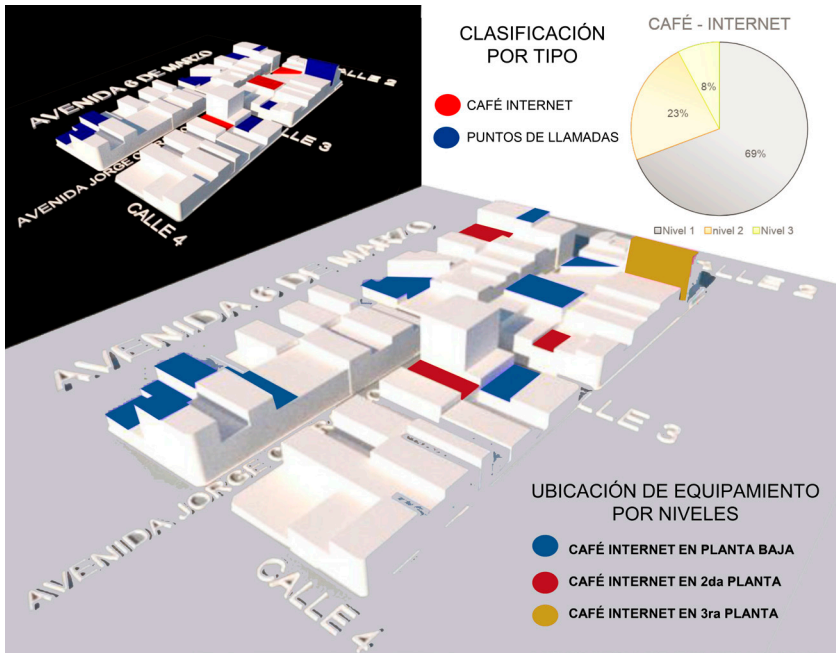 CLASIFICACIÓN
POR TIPO
CAFÉ INTERNET
PUNTOS DE LLAMADAS
CAFÉ - INTERNET
8%
23%
69%
Nivel 1 nivel 2 Nivel 3
AVENIDA 6 DE MARZO
CALLE 2
CALLE 3
AVENIDA JORGE
CALLE 4
AVENIDA 6 DE MARZO
CALLE 2
CALLE 3
AVENIDA JORGE
CALLE 4
UBICACIÓN DE EQUIPAMIENTO
POR NIVELES
CAFÉ INTERNET EN PLANTA BAJA
CAFÉ INTERNET EN 2da PLANTA
CAFÉ INTERNET EN 3ra PLANTA